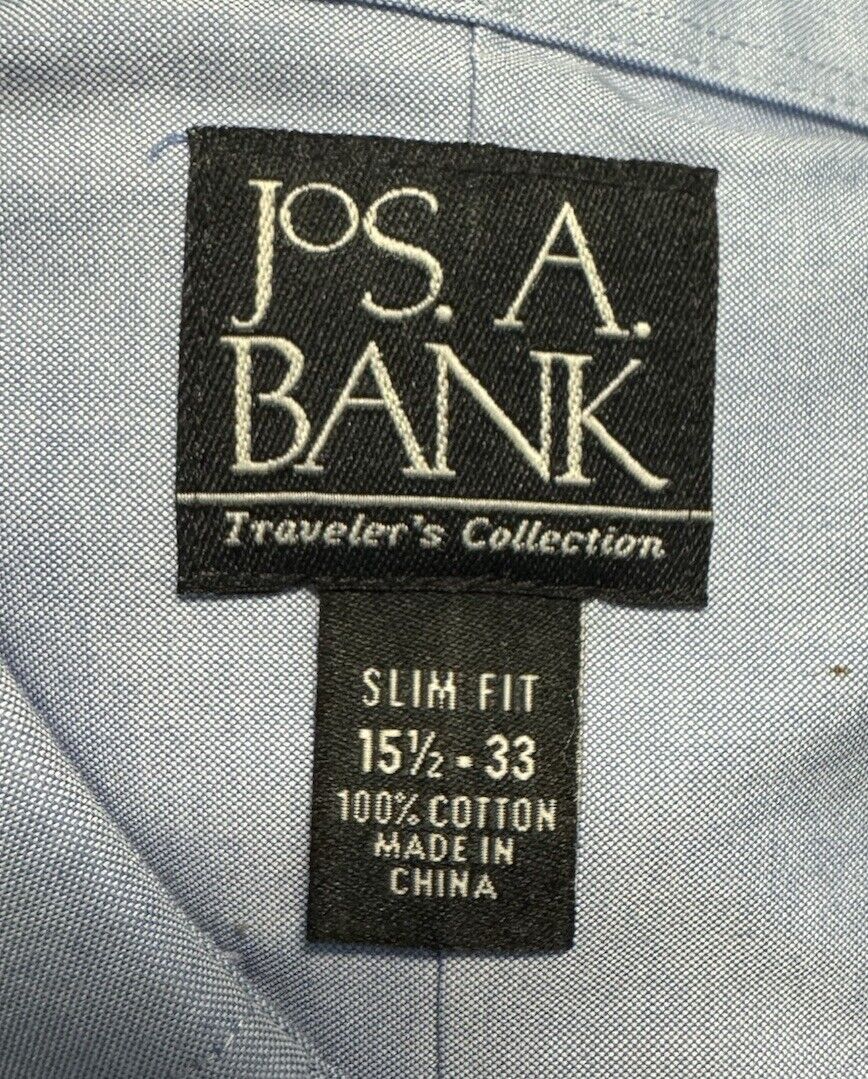 JOS. A.
BANK
Traveler's Collection
SLIM FIT
15½ • 33
100% COTTON
MADE IN
CHINA